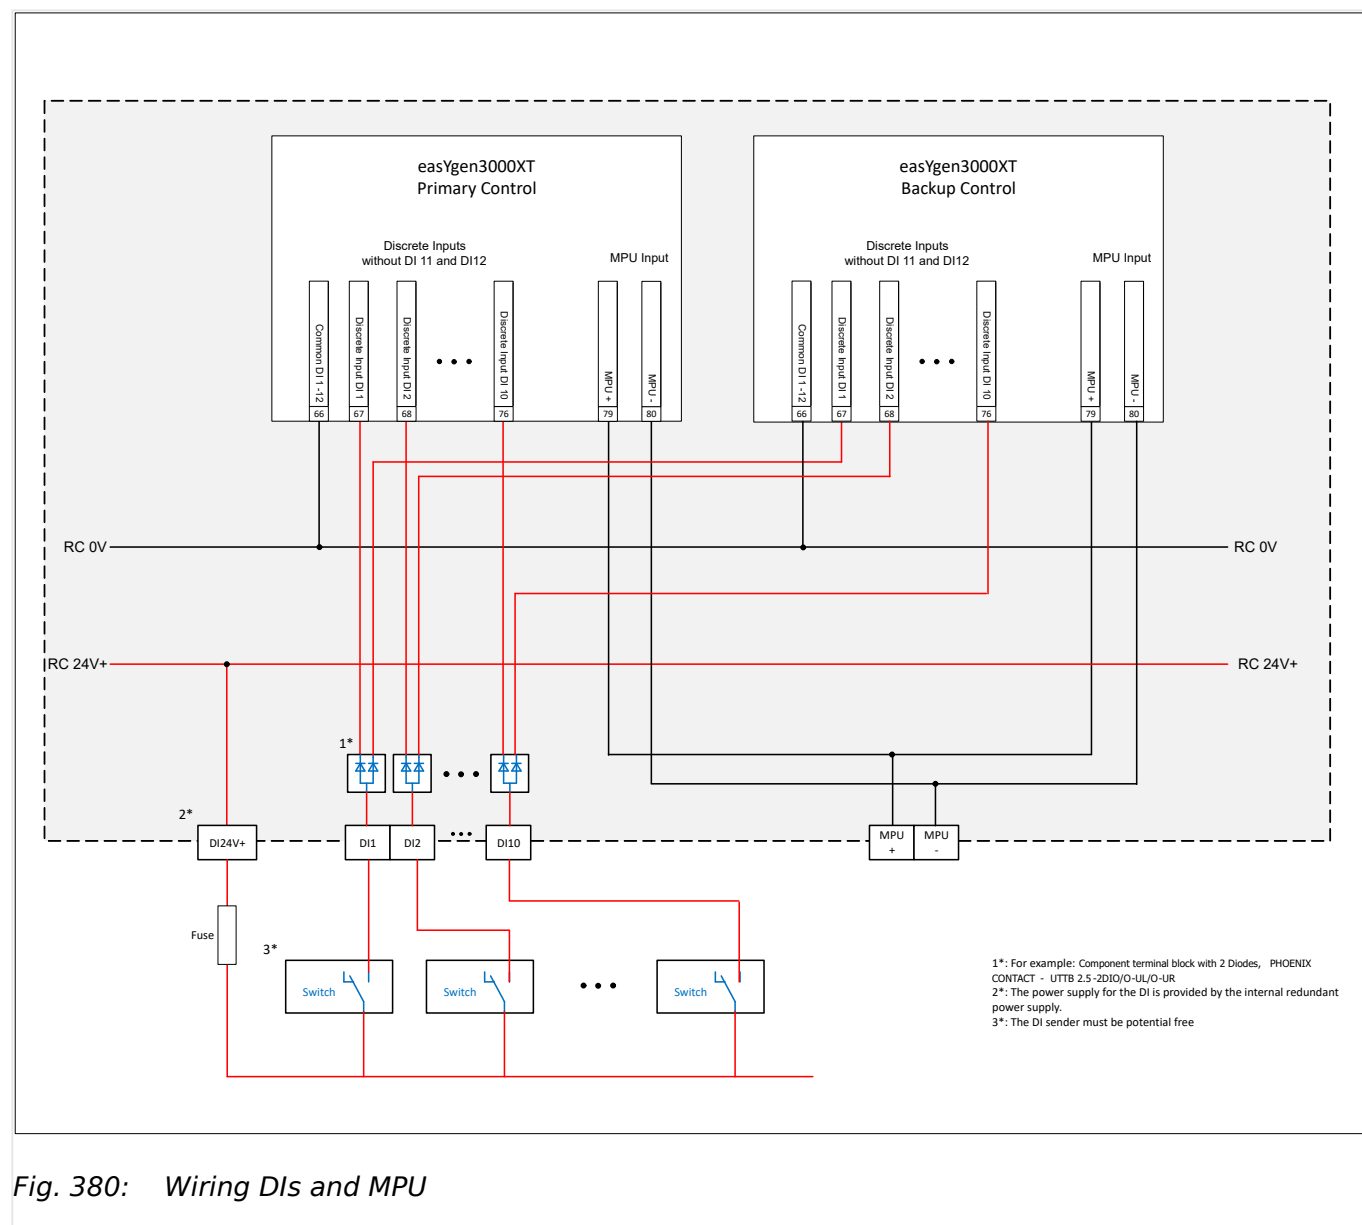 easYgen3000XT
Primary Control
easYgen3000XT
Backup Control
Discrete Inputs
without DI 11 and DI12
MPU Input
Discrete Inputs
without DI 11 and DI12
MPU Input
Common DI 1 -12
Discrete Input DI 1
Discrete Input DI 2
Discrete Input DI 10
MPU +
MPU -
Common DI 1 -12
Discrete Input DI 1
Discrete Input DI 2
Discrete Input DI 10
MPU +
MPU -
66
67
68
76
79
80
66
67
68
76
79
80
RC 0V
RC 0V
RC 24V+
RC 24V+
1*
2*
DI24V+
DI1
DI2
DI10
MPU
+
MPU
-
Fuse
3*
Switch
Switch
Switch
1*: For example: Component terminal block with 2 Diodes, PHOENIX
CONTACT - UTTB 2.5-2DIO/O-UL/O-UR
2*: The power supply for the DI is provided by the internal redundant
power supply.
3*: The DI sender must be potential free
Fig. 380: Wiring DIs and MPU